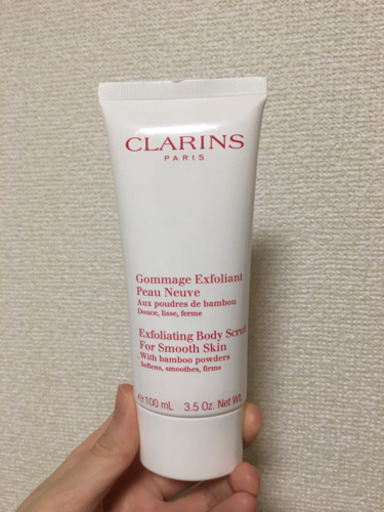 CLARINS
PARIS
Gommage Exfoliant
Peau Neuve
Aux poudres de bambou
Douce, lisse, ferme
Exfoliating Body Scrub
For Smooth Skin
With bamboo powders
Softens, smoothes, firms
℮100 mL 3.5 Oz. Net Wt.